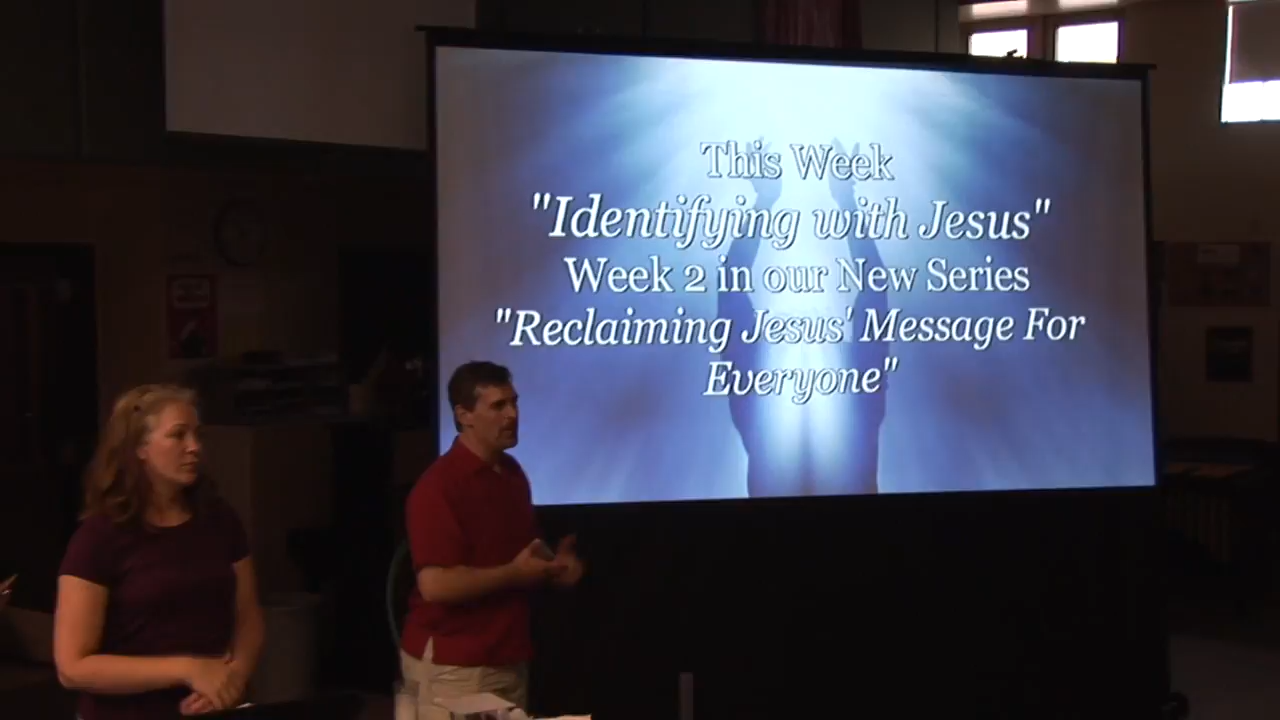 This Week
"Identifying with Jesus"
Week 2 in our New Series
"Reclaiming Jesus' Message For
Everyone"